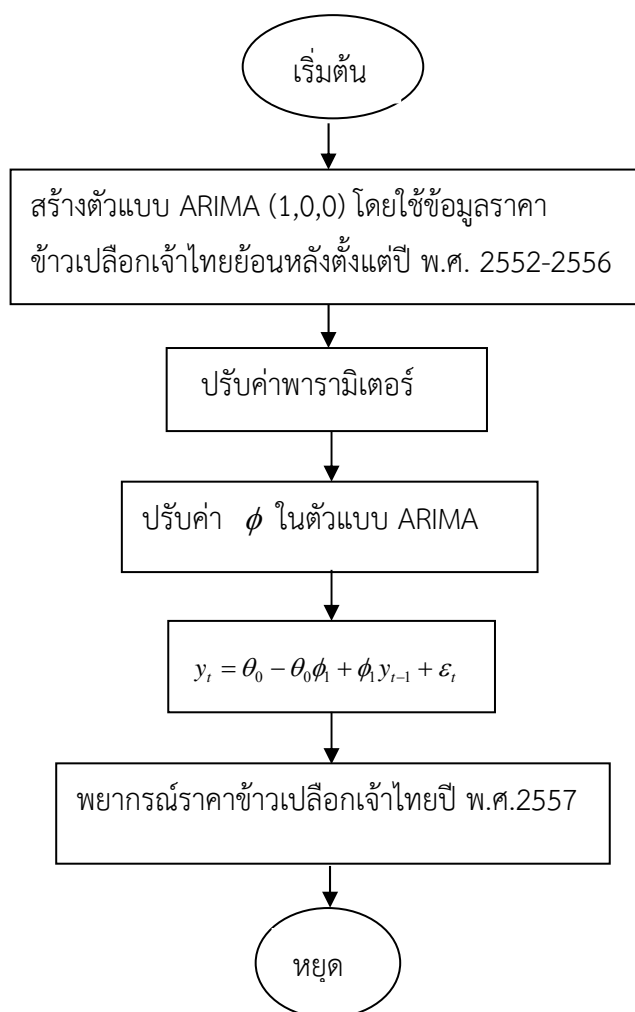 เริ่มต้น
สร้างตัวแบบ ARIMA (1,0,0) โดยใช้ข้อมูลราคา
ข้าวเปลือกเจ้าไทยย้อนหลังตั้งแต่ปี พ.ศ. 2552-2556
ปรับค่าพารามิเตอร์
ปรับค่า ϕ ในตัวแบบ ARIMA
yₜ = θ₀ − θ₀ϕ₁ + ϕ₁yₜ₋₁ + εₜ
พยากรณ์ราคาข้าวเปลือกเจ้าไทยปี พ.ศ.2557
หยุด